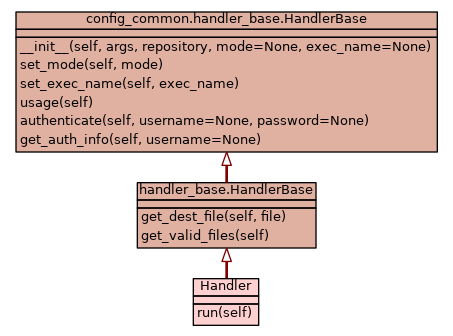 config_common.handler_base.HandlerBase
__init__(self, args, repository, mode=None, exec_name=None)
set_mode(self, mode)
set_exec_name(self, exec_name)
usage(self)
authenticate(self, username=None, password=None)
get_auth_info(self, username=None)
handler_base.HandlerBase
get_dest_file(self, file)
get_valid_files(self)
Handler
run(self)